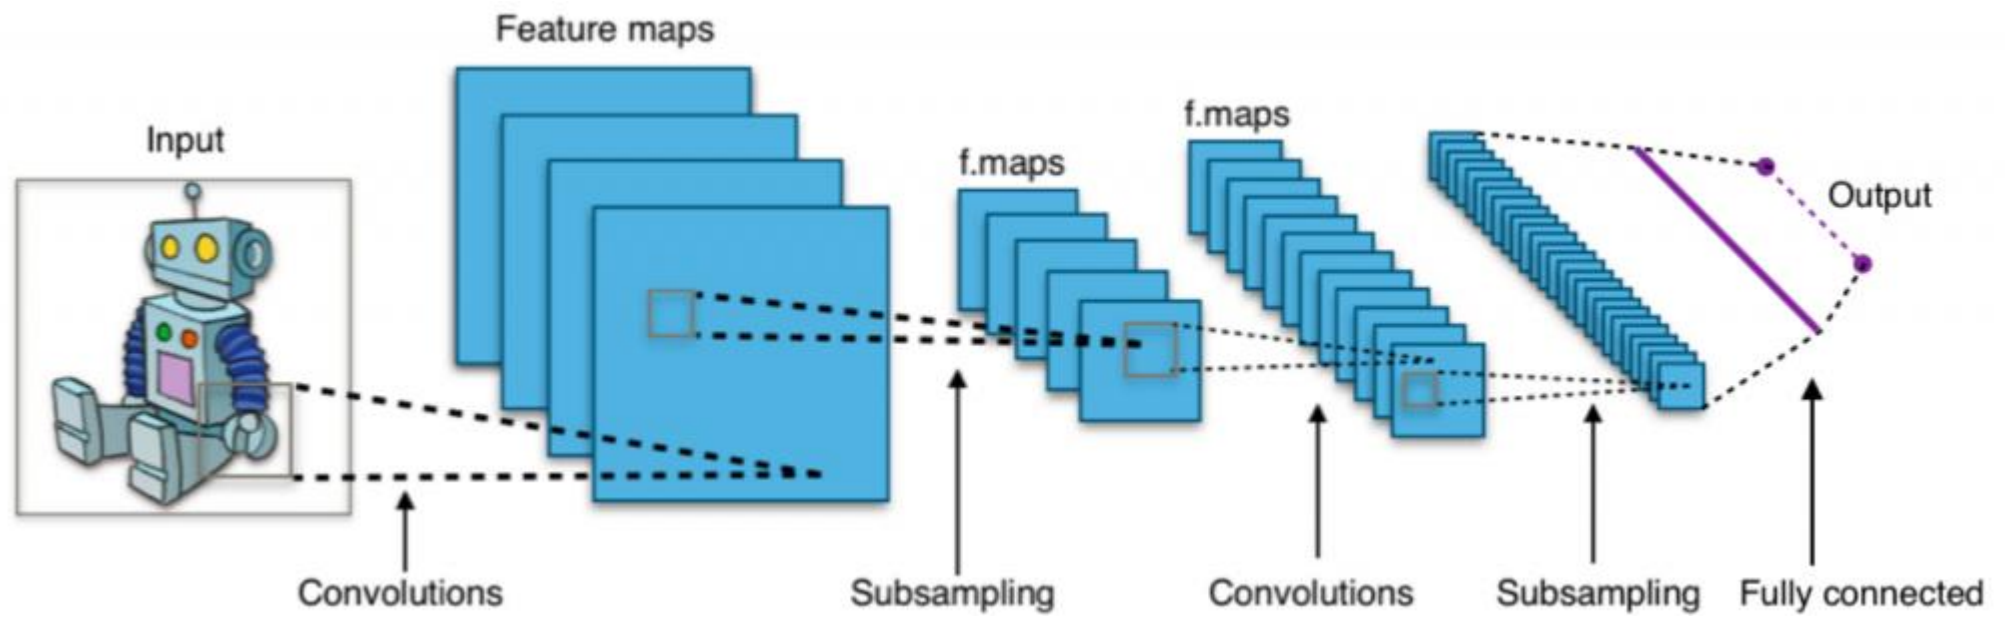 Feature maps
Input
f.maps
f.maps
Output
Convolutions
Subsampling
Convolutions
Subsampling
Fully connected